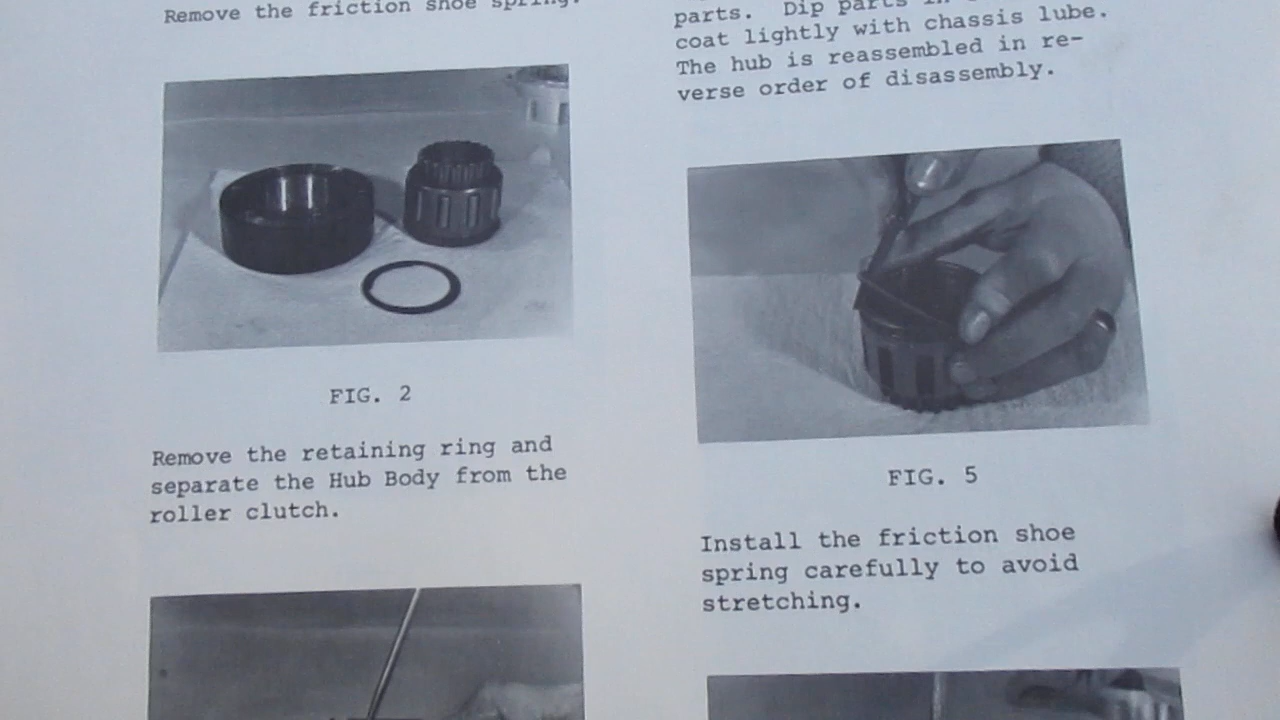 Remove the friction shoe spring.
FIG. 2
Remove the retaining ring and
separate the Hub Body from the
roller clutch.
parts. Dip parts in
coat lightly with chassis lube.
The hub is reassembled in re-
verse order of disassembly.
FIG. 5
Install the friction shoe
spring carefully to avoid
stretching.